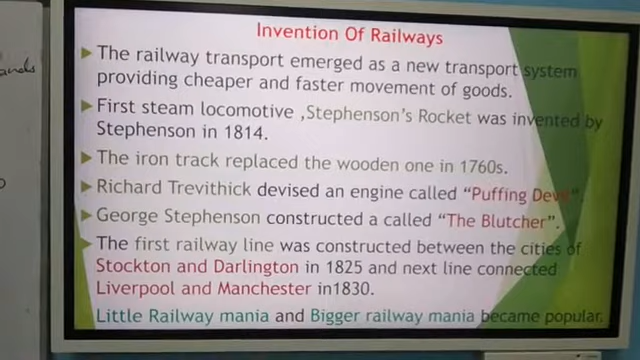 ands
Invention Of Railways
The railway transport emerged as a new transport system
providing cheaper and faster movement of goods.
First steam locomotive ,Stephenson's Rocket was invented by
Stephenson in 1814.
The iron track replaced the wooden one in 1760s.
Richard Trevithick devised an engine called “Puffing Devil”.
George Stephenson constructed a called “The Blutcher”.
The first railway line was constructed between the cities of
Stockton and Darlington in 1825 and next line connected
Liverpool and Manchester in1830.
Little Railway mania and Bigger railway mania became popular.